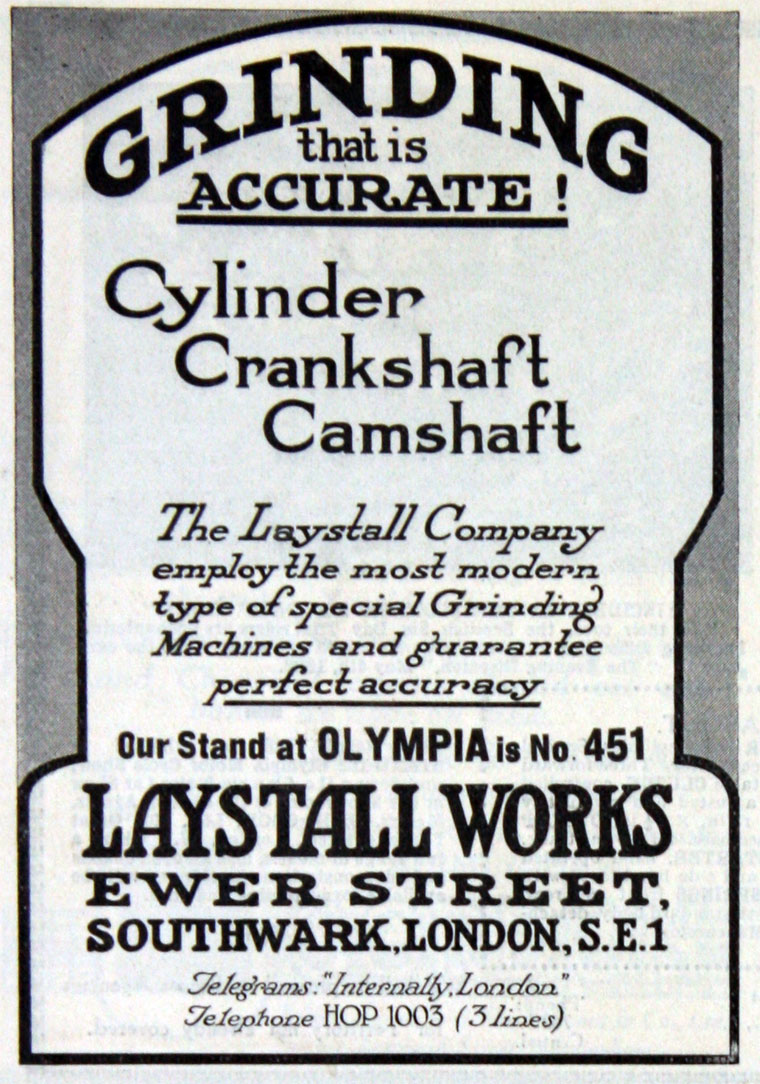 GRINDING
that is
ACCURATE !
Cylinder
Crankshaft
Camshaft
The Laystall Company
employ the most modern
type of special Grinding
Machines and guarantee
perfect accuracy
Our Stand at OLYMPIA is No. 451
LAYSTALL WORKS
EWER STREET,
SOUTHWARK, LONDON, S.E.1
Telegrams: "Internally, London"
Telephone HOP 1003 (3 lines)